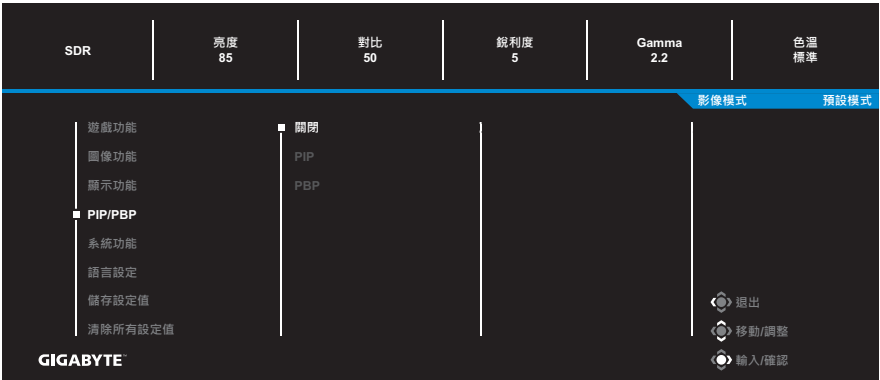 SDR
亮度
85
對比
50
銳利度
5
Gamma
2.2
色溫
標準
影像模式 預設模式
遊戲功能
圖像功能
顯示功能
PIP/PBP
系統功能
語言設定
儲存設定值
清除所有設定值
關閉
PIP
PBP
退出
移動/調整
輸入/確認
GIGABYTE™